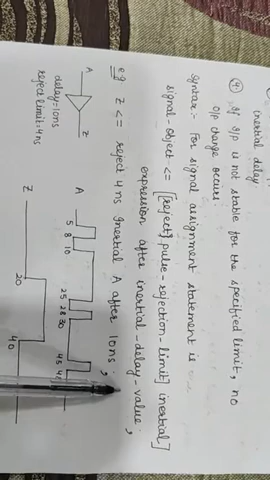 inertial delay
④ If i/p is not stable for the specified limit, no
o/p change occurs
Syntax:- For signal assignment statement is
signal-object <= [[reject] pulse-rejection-limit] inertial]
expression after inertial-delay-value;
eg Z <= reject 4 ns Inertial A after 10ns;
A Z
delay=10ns
reject limit=4ns
A
5 8 10 25 28 30 45
Z
20 40